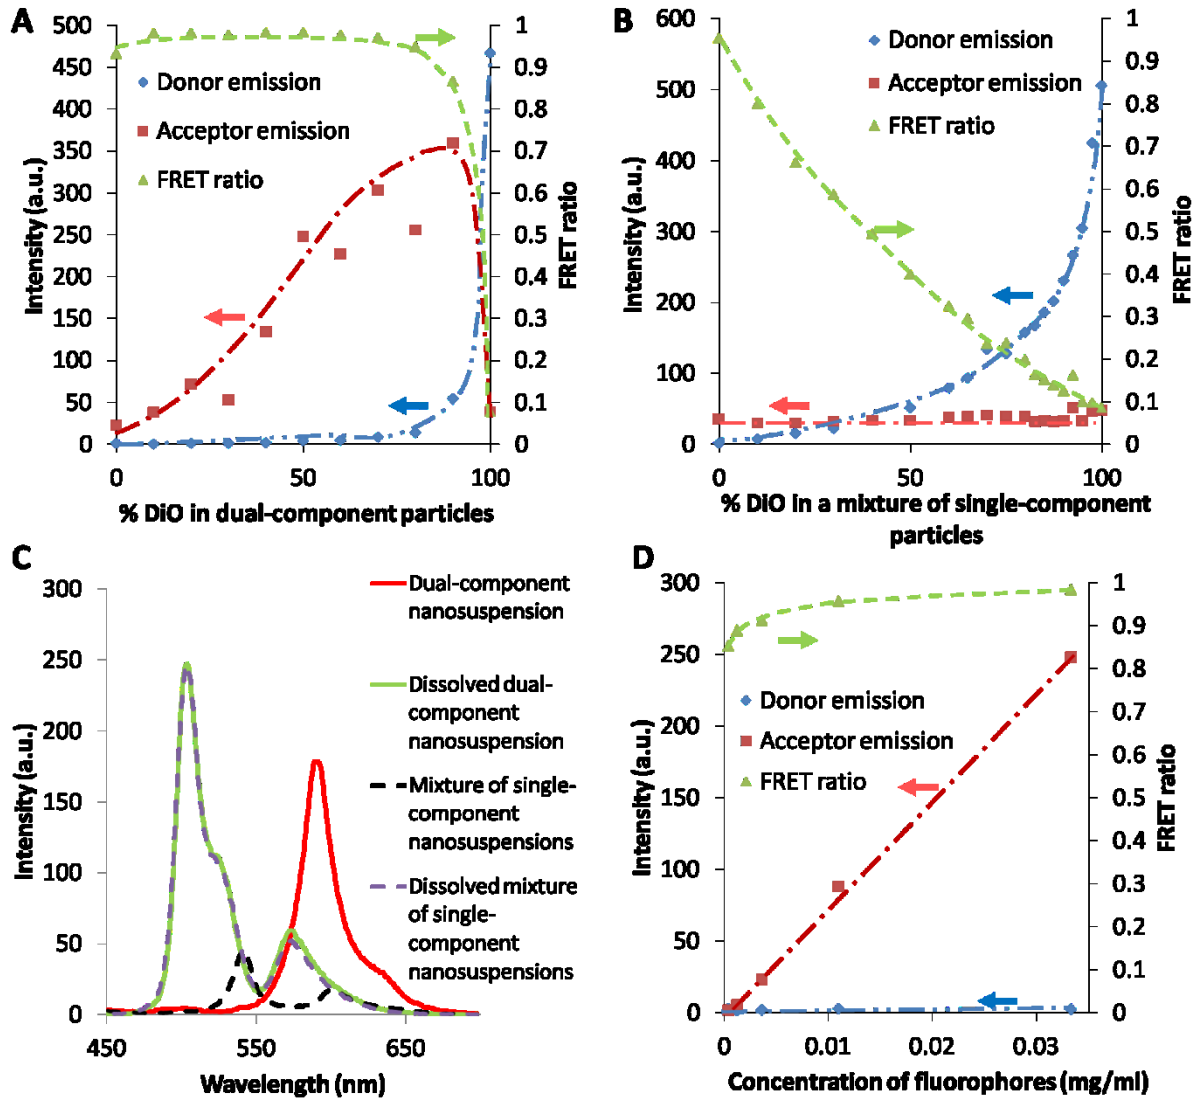 A
500
450
400
350
300
250
200
150
100
50
0
Intensity (a.u.)
Donor emission
Acceptor emission
FRET ratio
1
0.9
0.8
0.7
0.6
0.5
0.4
0.3
0.2
0.1
0
FRET ratio
0 50 100
% DiO in dual-component particles
B
600
500
400
300
200
100
0
Intensity (a.u.)
Donor emission
Acceptor emission
FRET ratio
1
0.9
0.8
0.7
0.6
0.5
0.4
0.3
0.2
0.1
0
FRET ratio
0 50 100
% DiO in a mixture of single-component
particles
C
300
250
200
150
100
50
0
Intensity (a.u.)
Dual-component
nanosuspension
Dissolved dual-
component
nanosuspension
Mixture of single-
component
nanosuspensions
Dissolved mixture
of single-
component
nanosuspensions
450 550 650
Wavelength (nm)
D
300
250
200
150
100
50
0
Intensity (a.u.)
Donor emission
Acceptor emission
FRET ratio
1
0.9
0.8
0.7
0.6
0.5
0.4
0.3
0.2
0.1
0
FRET ratio
0 0.01 0.02 0.03
Concentration of fluorophores (mg/ml)